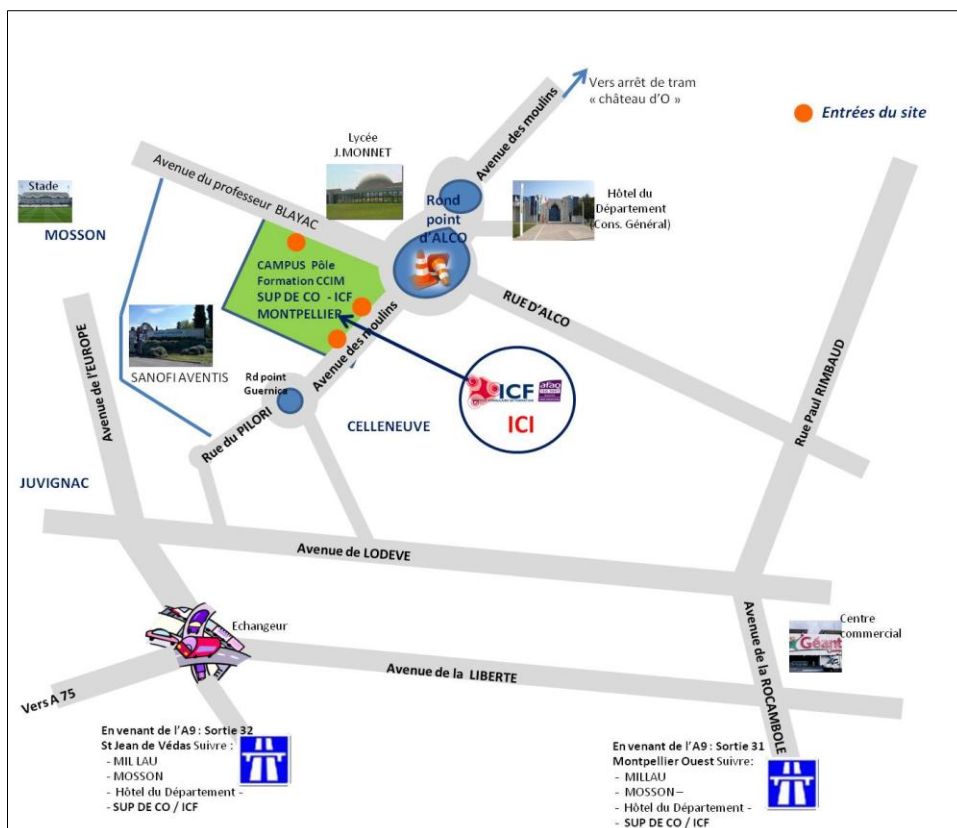 Vers arrêt de tram
« château d'O »
Entrées du site
Avenue des moulins
Lycée
J.MONNET
Avenue du professeur BLAYAC
Stade
MOSSON
Rond
point
d'ALCO
Hôtel du
Département
(Cons. Général)
CAMPUS Pôle
Formation CCIM
SUP DE CO - ICF
MONTPELLIER
RUE D'ALCO
Rue Paul RIMBAUD
Avenue de l'EUROPE
SANOFI AVENTIS
Avenue des moulins
Rd point
Guernica
ICF
afaq
ICI
Rue du PILORI
CELLENEUVE
JUVIGNAC
Avenue de LODEVE
Echangeur
Avenue de la ROCAMBOLE
Centre
commercial
Géant
Avenue de la LIBERTE
Vers A 75
En venant de l'A9 : Sortie 32
St Jean de Védas Suivre :
- MILLAU
- MOSSON
- Hôtel du Département -
- SUP DE CO / ICF
En venant de l'A9 : Sortie 31
Montpellier Ouest Suivre:
- MILLAU
- MOSSON –
- Hôtel du Département -
- SUP DE CO / ICF